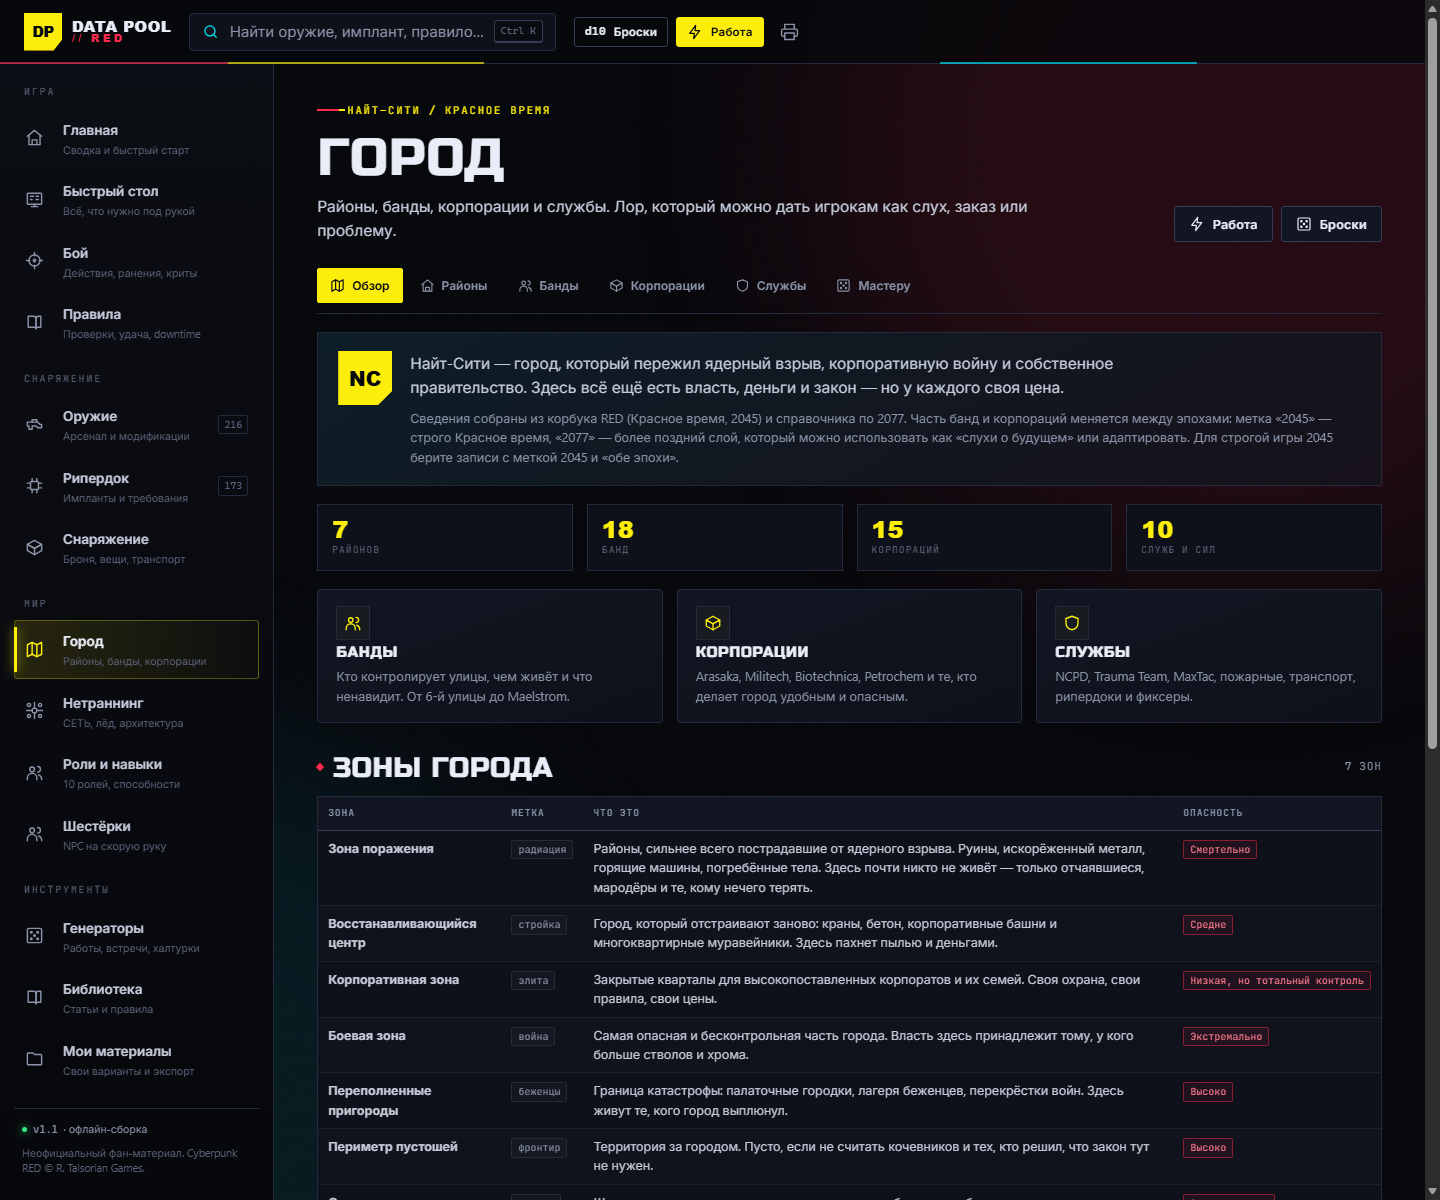 DP DATA POOL // RED
Найти оружие, имплант, правило... Ctrl K
d10 Броски
Работа
ИГРА
Главная
Сводка и быстрый старт
Быстрый стол
Всё, что нужно под рукой
Бой
Действия, ранения, криты
Правила
Проверки, удача, downtime
СНАРЯЖЕНИЕ
Оружие
Арсенал и модификации
216
Рипердок
Импланты и требования
173
Снаряжение
Броня, вещи, транспорт
МИР
Город
Районы, банды, корпорации
Нетраннинг
СЕТЬ, лёд, архитектура
Роли и навыки
10 ролей, способности
Шестёрки
NPC на скорую руку
ИНСТРУМЕНТЫ
Генераторы
Работы, встречи, халтурки
Библиотека
Статьи и правила
Мои материалы
Свои варианты и экспорт
v1.1 · офлайн-сборка
Неофициальный фан-материал. Cyberpunk
RED © R. Talsorian Games.
НАЙТ-СИТИ / КРАСНОЕ ВРЕМЯ
ГОРОД
Районы, банды, корпорации и службы. Лор, который можно дать игрокам как слух, заказ или
проблему.
Работа
Броски
Обзор
Районы
Банды
Корпорации
Службы
Мастеру
NC
Найт-Сити — город, который пережил ядерный взрыв, корпоративную войну и собственное
правительство. Здесь всё ещё есть власть, деньги и закон — но у каждого своя цена.
Сведения собраны из корбука RED (Красное время, 2045) и справочника по 2077. Часть банд и корпораций меняется между эпохами: метка «2045» —
строго Красное время, «2077» — более поздний слой, который можно использовать как «слухи о будущем» или адаптировать. Для строгой игры 2045
берите записи с меткой 2045 и «обе эпохи».
7
РАЙОНОВ
18
БАНД
15
КОРПОРАЦИЙ
10
СЛУЖБ И СИЛ
БАНДЫ
Кто контролирует улицы, чем живёт и что
ненавидит. От 6-й улицы до Maelstrom.
КОРПОРАЦИИ
Arasaka, Militech, Biotechnica, Petrochem и те, кто
делает город удобным и опасным.
СЛУЖБЫ
NCPD, Trauma Team, MaxTac, пожарные, транспорт,
рипердоки и фиксеры.
ЗОНЫ ГОРОДА
7 ЗОН
ЗОНА МЕТКА ЧТО ЭТО ОПАСНОСТЬ
Зона поражения
радиация
Районы, сильнее всего пострадавшие от ядерного взрыва. Руины, искорёженный металл,
горящие машины, погребённые тела. Здесь почти никто не живёт — только отчаявшиеся,
мародёры и те, кому нечего терять.
Смертельно
Восстанавливающийся
центр
стройка
Город, который отстраивают заново: краны, бетон, корпоративные башни и
многоквартирные муравейники. Здесь пахнет пылью и деньгами.
Средне
Корпоративная зона
элита
Закрытые кварталы для высокопоставленных корпоратов и их семей. Своя охрана, свои
правила, свои цены.
Низкая, но тотальный контроль
Боевая зона
война
Самая опасная и бесконтрольная часть города. Власть здесь принадлежит тому, у кого
больше стволов и хрома.
Экстремально
Переполненные
пригороды
беженцы
Граница катастрофы: палаточные городки, лагеря беженцев, перекрёстки войн. Здесь
живут те, кого город выплюнул.
Высоко
Периметр пустошей
фронтир
Территория за городом. Пусто, если не считать кочевников и тех, кто решил, что закон тут
не нужен.
Высоко